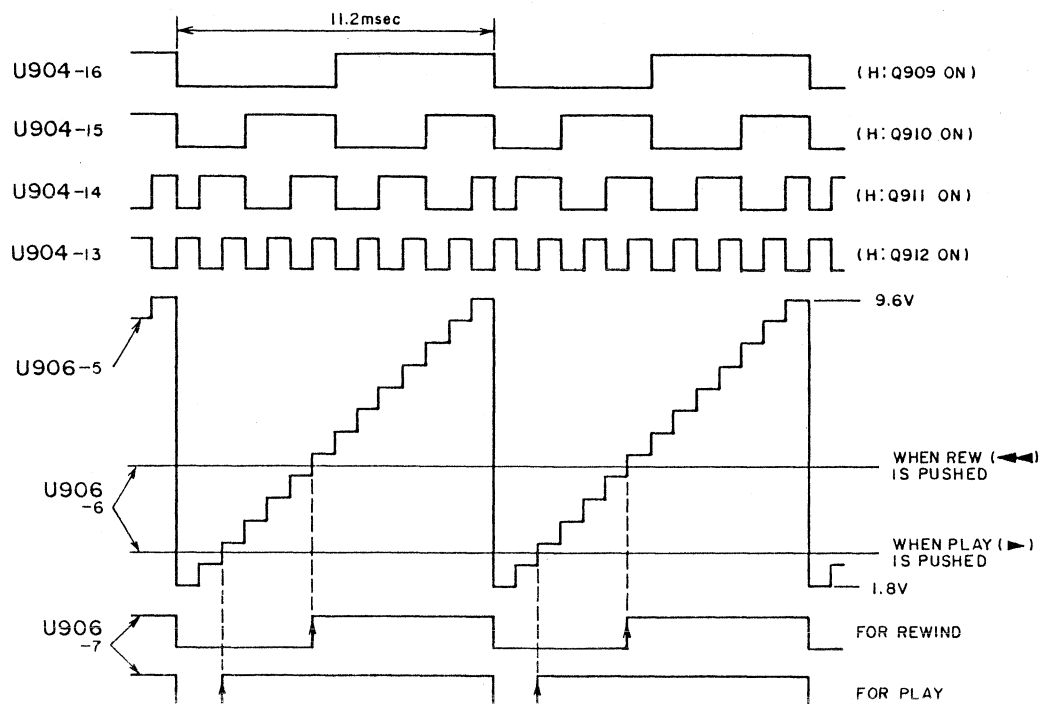 11.2msec
U904-16 (H: Q909 ON)
U904-15 (H: Q910 ON)
U904-14 (H: Q911 ON)
U904-13 (H: Q912 ON)
9.6V
U906-5
WHEN REW (◄◄)
IS PUSHED
U906
-6
WHEN PLAY (►)
IS PUSHED
1.8V
U906
-7
FOR REWIND
FOR PLAY